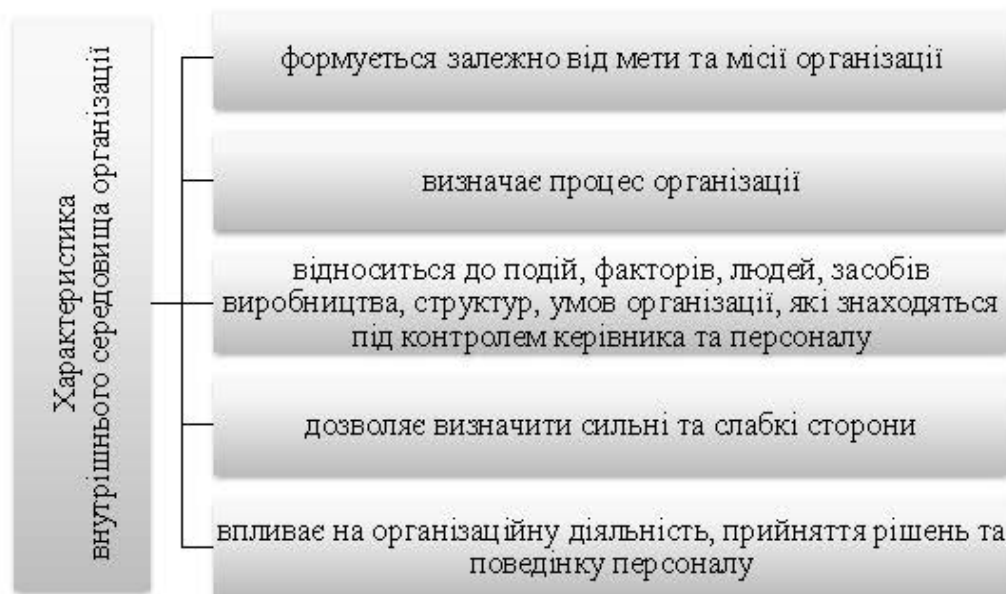 Характеристика
внутрішнього середовища організації
формується залежно від мети та місії організації
визначає процес організації
відноситься до подій, факторів, людей, засобів
виробництва, структур, умов організації, які знаходяться
під контролем керівника та персоналу
дозволяє визначити сильні та слабкі сторони
впливає на організаційну діяльність, прийняття рішень та
поведінку персоналу